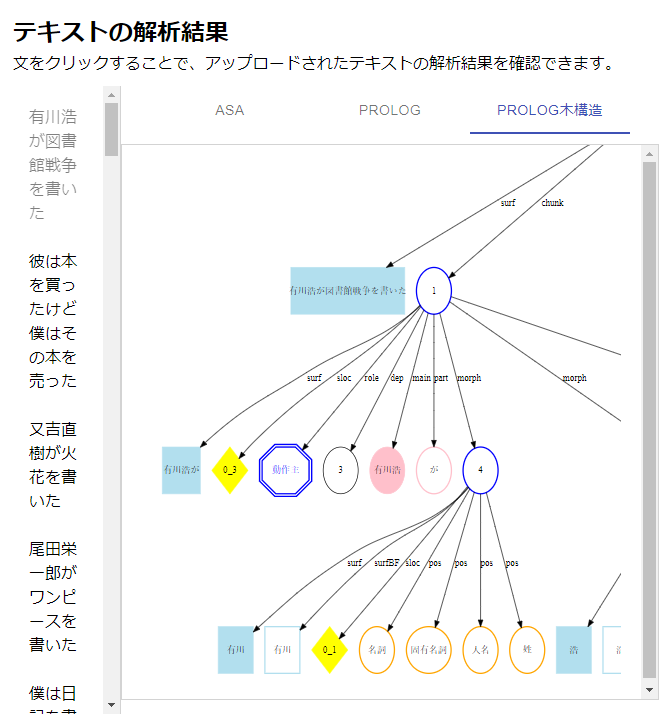 テキストの解析結果
文をクリックすることで、アップロードされたテキストの解析結果を確認できます。
ASA PROLOG PROLOG木構造
有川浩
が図書
館戦争
を書い
た
彼は本
を買っ
たけど
僕はそ
の本を
売った
又吉直
樹が火
花を書
いた
尾田栄
一郎が
ワンピ
ースを
書いた
僕は日
surf chunk
有川浩が図書館戦争を書いた 1
surf sloc role dep main part morph morph
有川浩が 0_3 動作主 3 有川浩 が 4
surf surfBF sloc pos pos pos pos
有川 有川 0_1 名詞 固有名詞 人名 姓 浩